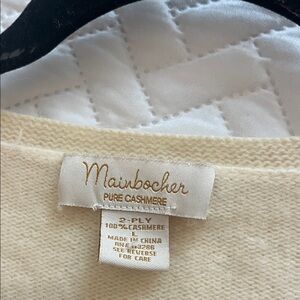 Mainbocher
PURE CASHMERE
2-PLY
100% CASHMERE
L
MADE IN CHINA
SEE REVERSE
FOR CARE